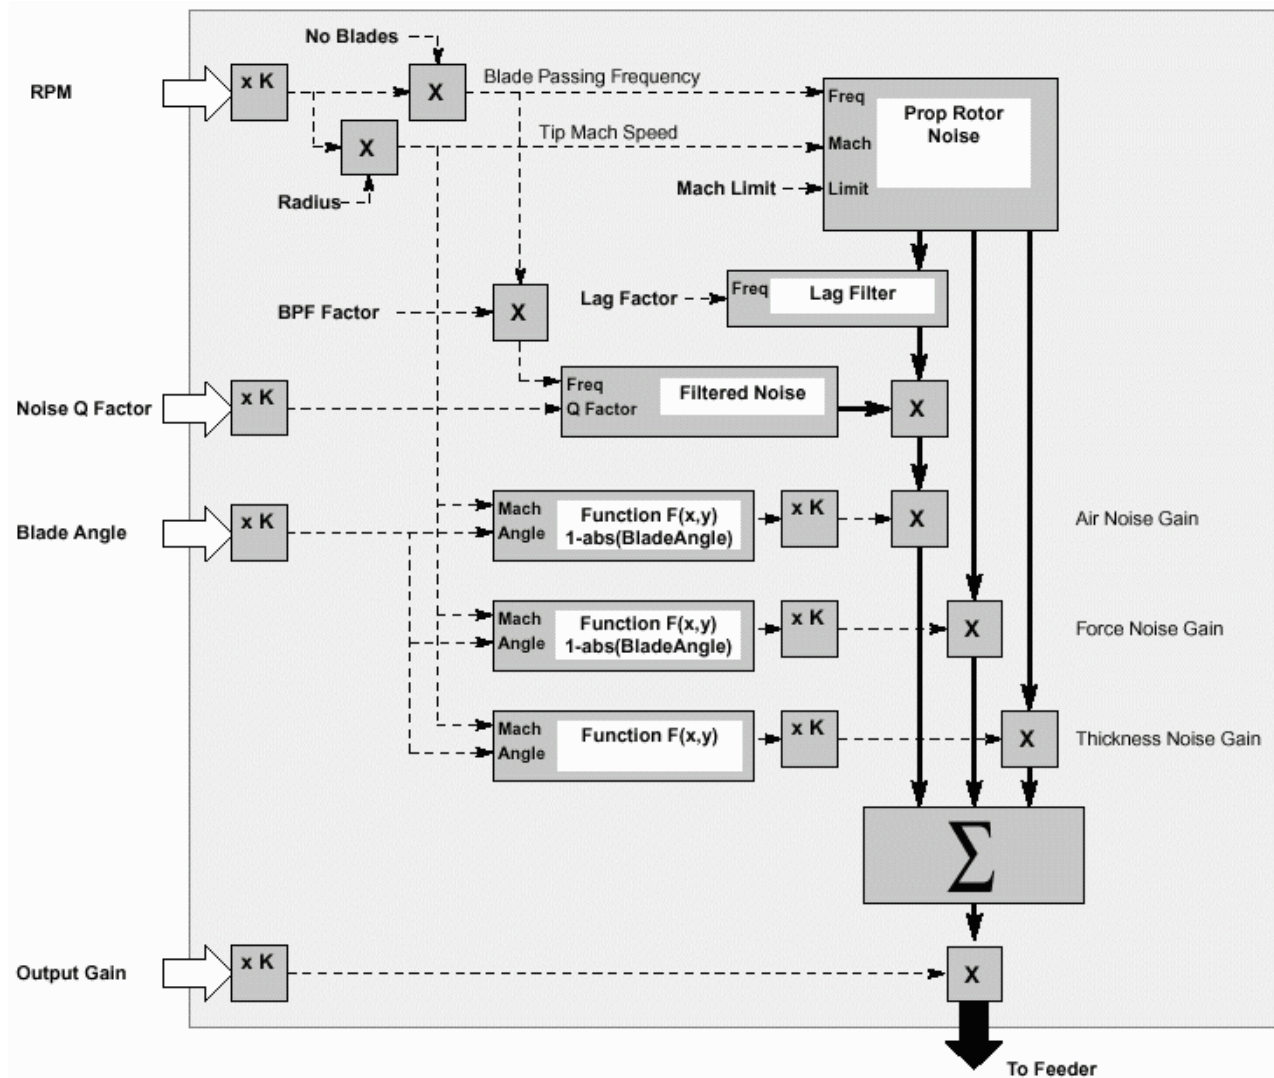 No Blades
RPM
x K
X
Blade Passing Frequency
Freq
Prop Rotor
Noise
X
Tip Mach Speed
Mach
Radius
Mach Limit
Limit
Lag Factor
Freq
Lag Filter
BPF Factor
X
Noise Q Factor
x K
Freq
Q Factor
Filtered Noise
X
Blade Angle
x K
Mach
Angle
Function F(x,y)
1-abs(BladeAngle)
x K
X
Air Noise Gain
Mach
Angle
Function F(x,y)
1-abs(BladeAngle)
x K
X
Force Noise Gain
Mach
Angle
Function F(x,y)
x K
X
Thickness Noise Gain
Σ
Output Gain
x K
X
To Feeder